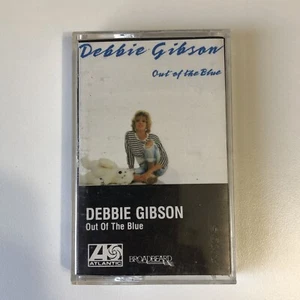 Debbie Gibson
Out of the Blue
DEBBIE GIBSON
Out Of The Blue
ATLANTIC
BROADBEARD